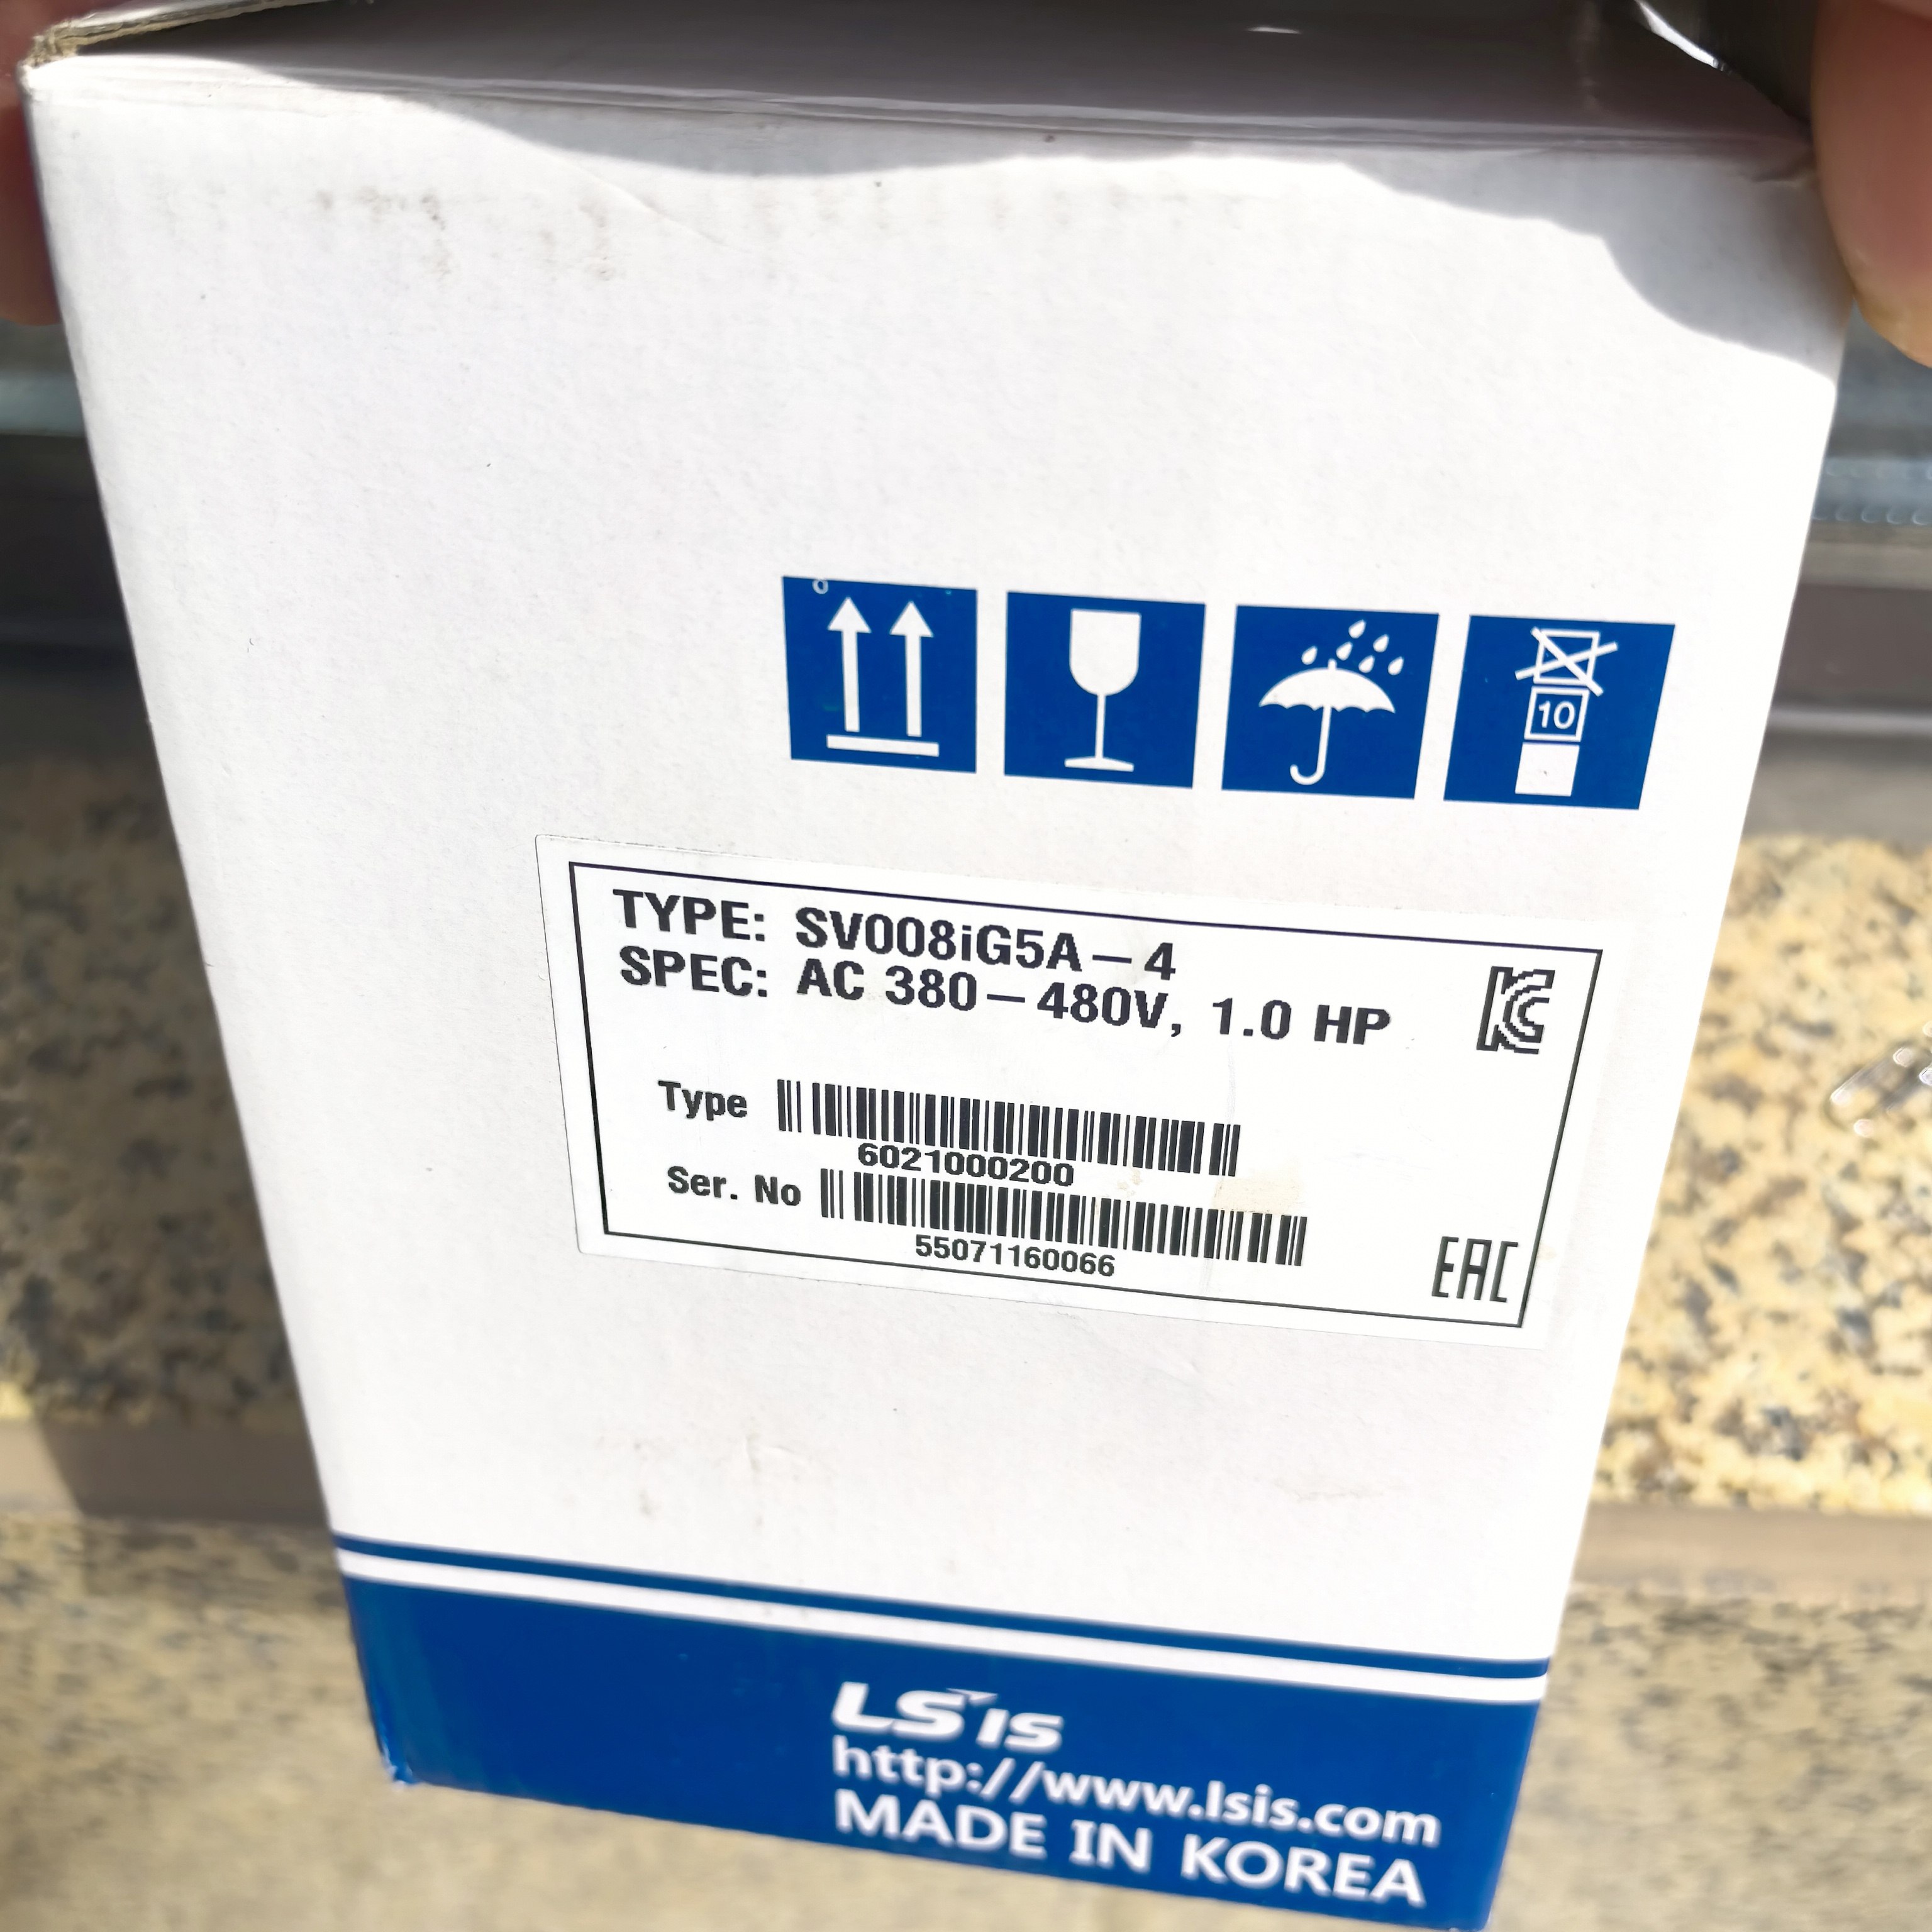 10
TYPE: SV008iG5A-4
SPEC: AC 380-480V, 1.0 HP
KC
Type
6021000200
Ser. No
55071160066
EAC
LS IS
http://www.lsis.com
MADE IN KOREA